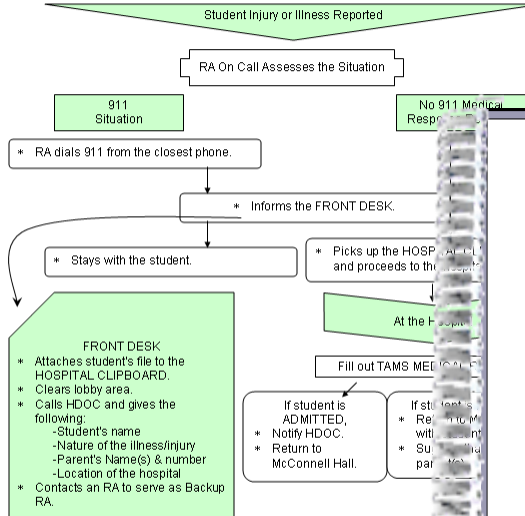 Student Injury or Illness Reported
RA On Call Assesses the Situation
911
Situation
No 911 Medical
* RA dials 911 from the closest phone.
* Informs the FRONT DESK.
* Stays with the student.
* Picks up the
and proceeds to
At the
Fill out TAMS
FRONT DESK
* Attaches student's file to the
HOSPITAL CLIPBOARD.
* Clears lobby area.
* Calls HDOC and gives the
following:
-Student's name
-Nature of the illness/injury
-Parent's Name(s) & number
-Location of the hospital
* Contacts an RA to serve as Backup
RA.
If student is
ADMITTED,
* Notify HDOC.
* Return to
McConnell Hall.
If
*
*